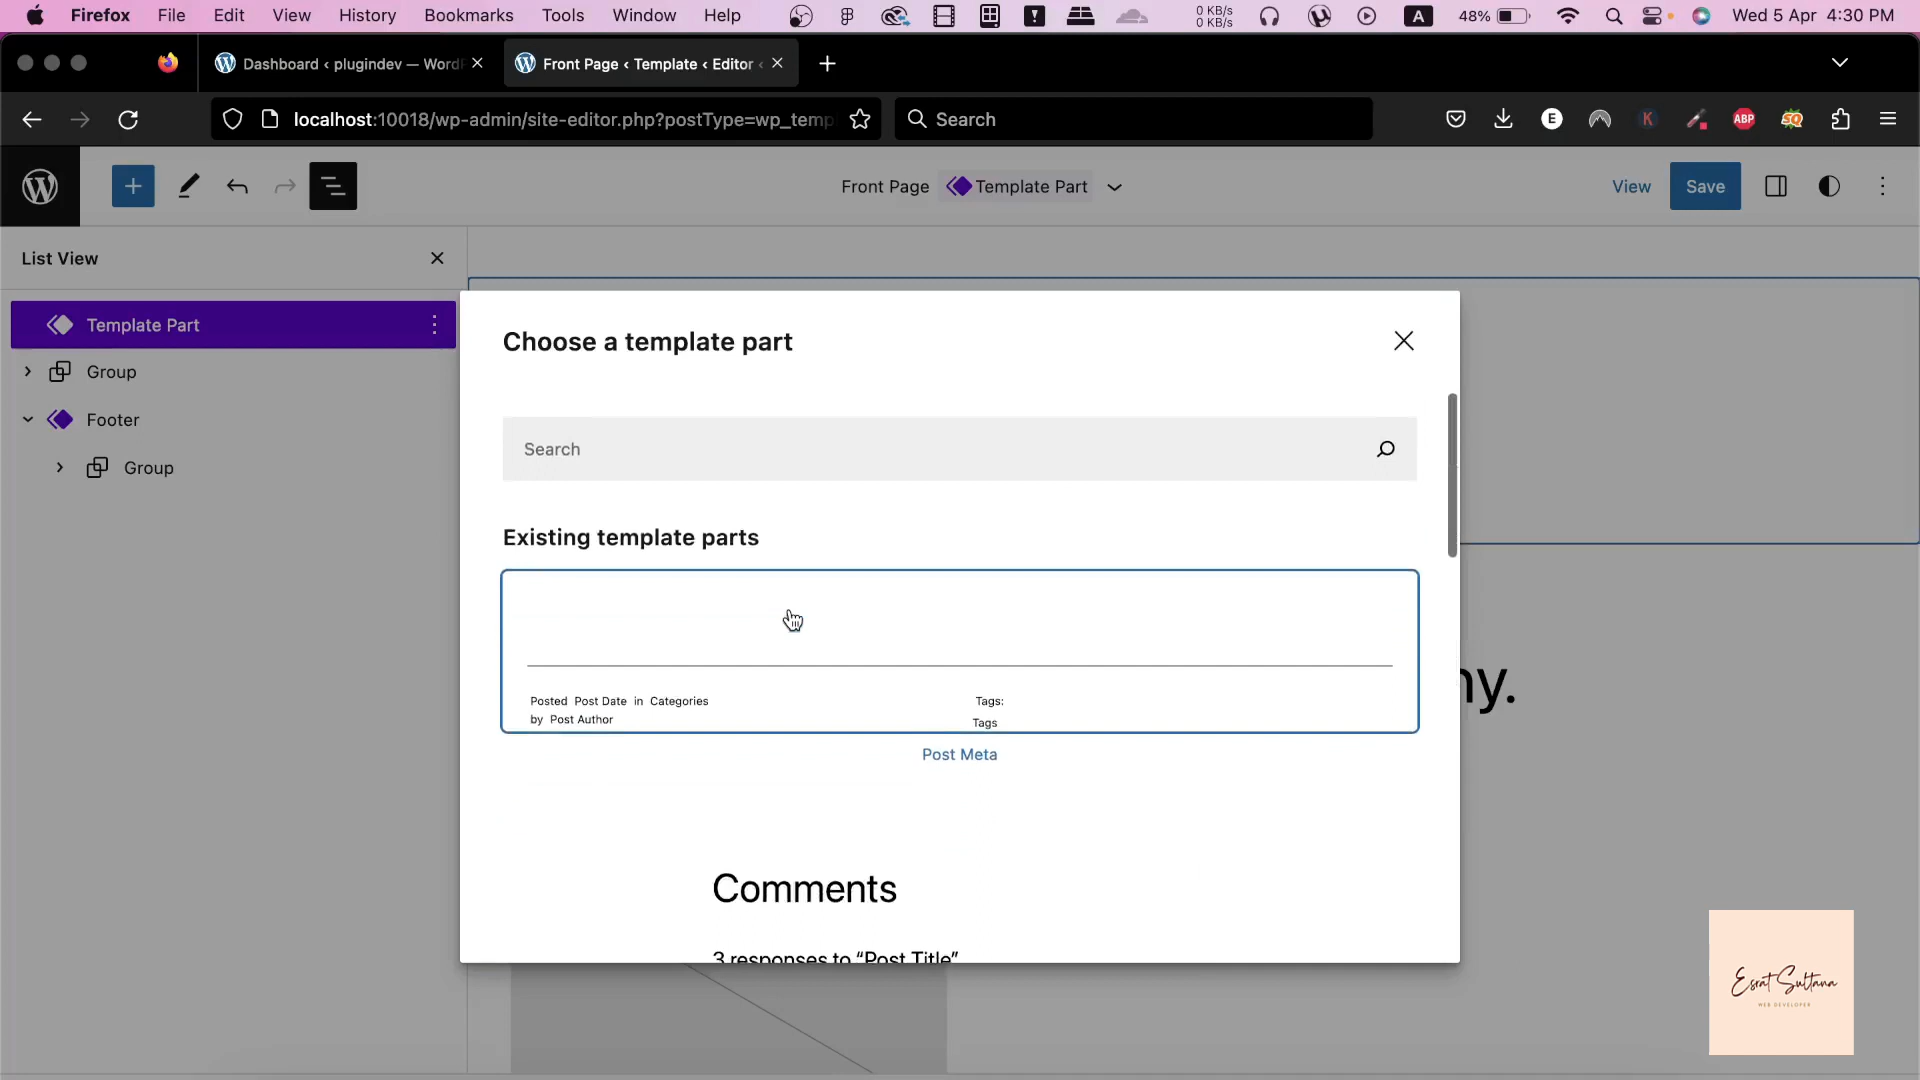 Firefox File Edit View History Bookmarks Tools Window Help
0 KB/s
0 KB/s
A 48% Wed 5 Apr 4:30 PM
Dashboard ‹ plugindev — WordP
Front Page ‹ Template ‹ Editor ‹
localhost:10018/wp-admin/site-editor.php?postType=wp_temp
Search
E K ABP
Front Page Template Part
View Save
List View
Template Part
Group
Footer
Group
Choose a template part
Search
Existing template parts
Posted Post Date in Categories
by Post Author
Tags:
Tags
Post Meta
Comments
3 responses to “Post Title”
ny.
Esrat Sultana
WEB DEVELOPER